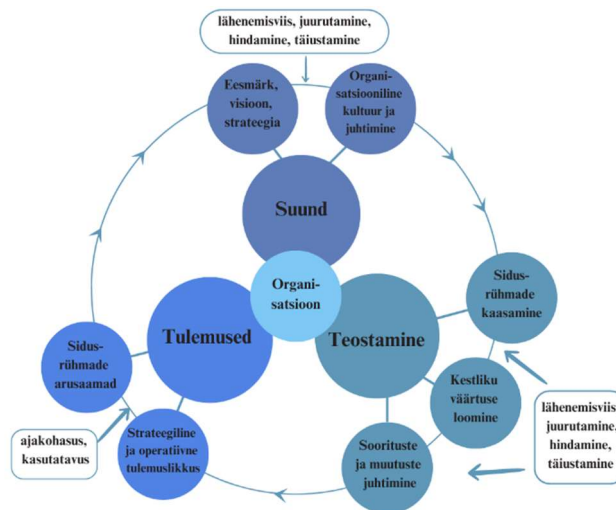 lähenemisviis, juurutamine,
hindamine, täiustamine
Eesmärk,
visioon,
strateegia
Organi-
satsiooniline
kultuur ja
juhtimine
Suund
Organi-
satsioon
Sidus-
rühmade
kaasamine
Tulemused
Teostamine
Sidus-
rühmade
arusaamad
Kestliku
väärtuse
loomine
lähenemisviis,
juurutamine,
hindamine,
täiustamine
ajakohasus,
kasutatavus
Strateegiline
ja operatiivne
tulemuslikkus
Soorituste
ja muutuste
juhtimine